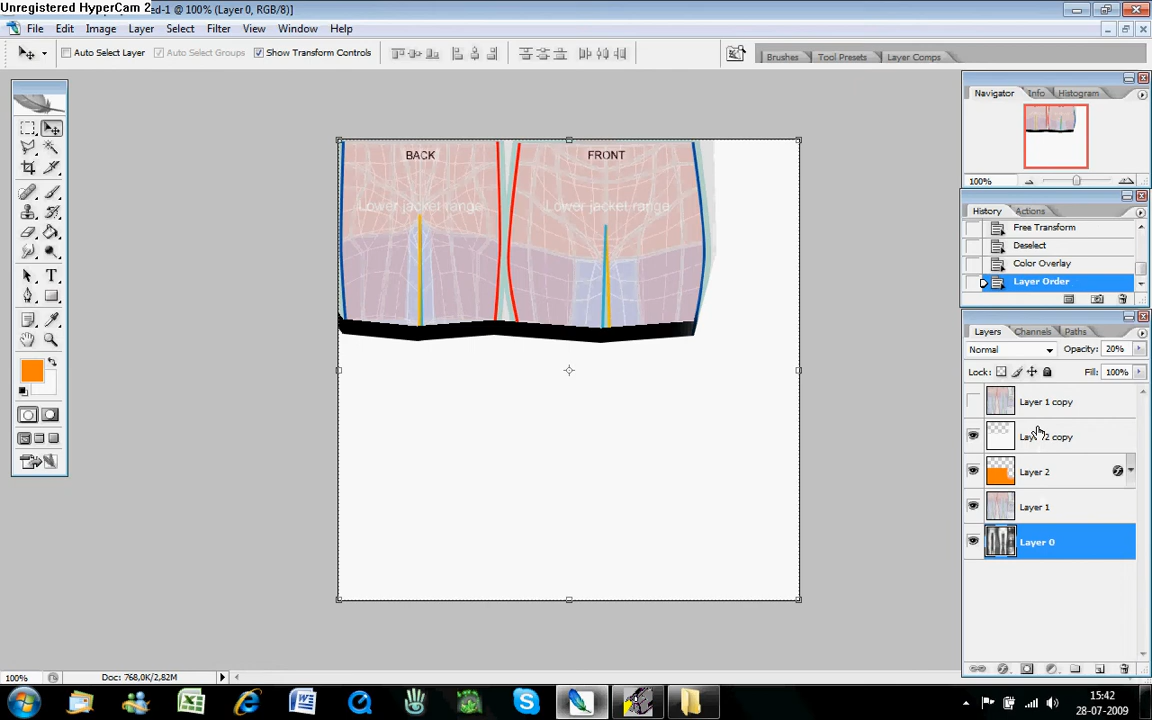 Unregistered HyperCam 2
ed-1 @ 100% (Layer 0, RGB/8)]
File Edit Image Layer Select Filter View Window Help
Auto Select Layer Auto Select Groups Show Transform Controls
Brushes Tool Presets Layer Comps
Navigator Info Histogram
100%
History Actions
Free Transform
Deselect
Color Overlay
Layer Order
Layers Channels Paths
Normal Opacity: 20%
Lock: Fill: 100%
Layer 1 copy
Layer 2 copy
Layer 2
Layer 1
Layer 0
BACK FRONT
Lower jacket range Lower jacket range
T
100% Doc: 768,0K/2,82M
15:42
28-07-2009